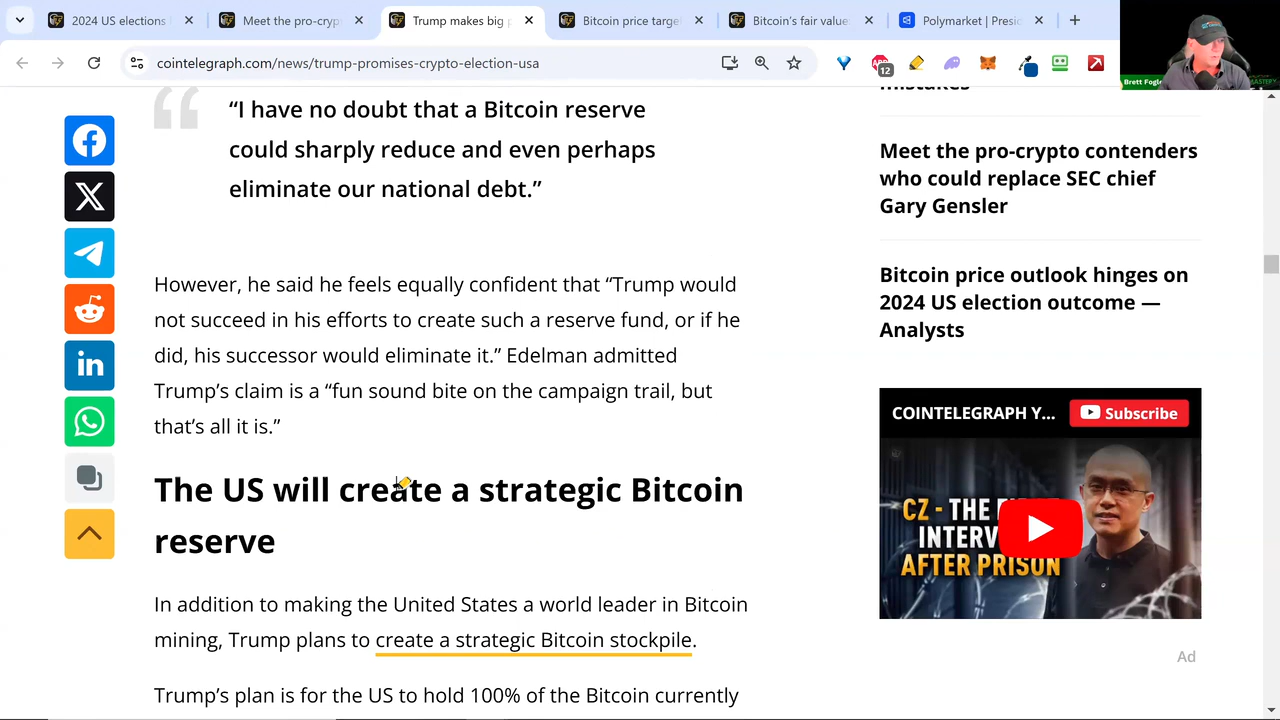 2024 US elections
Meet the pro-cryp
Trump makes big p
Bitcoin price targe
Bitcoin's fair value
Polymarket | Presid
cointelegraph.com/news/trump-promises-crypto-election-usa
12
Brett Fogle
“I have no doubt that a Bitcoin reserve
could sharply reduce and even perhaps
eliminate our national debt.”
However, he said he feels equally confident that “Trump would
not succeed in his efforts to create such a reserve fund, or if he
did, his successor would eliminate it.” Edelman admitted
Trump’s claim is a “fun sound bite on the campaign trail, but
that’s all it is.”
The US will create a strategic Bitcoin
reserve
In addition to making the United States a world leader in Bitcoin
mining, Trump plans to create a strategic Bitcoin stockpile.
Trump’s plan is for the US to hold 100% of the Bitcoin currently
mistakes
Meet the pro-crypto contenders
who could replace SEC chief
Gary Gensler
Bitcoin price outlook hinges on
2024 US election outcome —
Analysts
COINTELEGRAPH Y...
Subscribe
CZ - THE
INTERV
AFTER PRISON
Ad